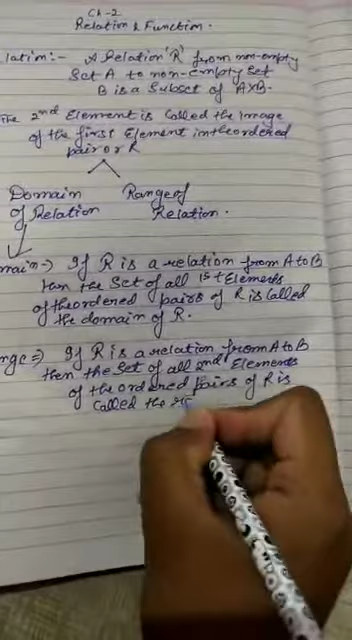 Ch-2
Relation & Function.
lation:- A Relation 'R' from non-empty
Set A to non-empty set
B is a Subset of A×B.
The 2nd Element is Called the Image
of the first Element in the ordered
pair or R
Domain Range of
of Relation Relation.
main-) If R is a relation from A to B
then the Set of all 1st Elements
of the ordered pairs of R is Called
the domain of R.
nge=) If R is a relation from A to B
then the Set of all 2nd Elements
of the ordered pairs of R is
Called the